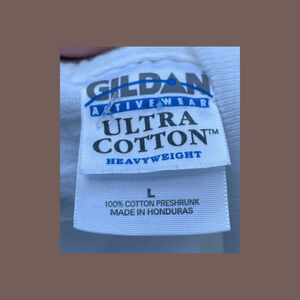 GILDAN
ACTIVEWEAR
ULTRA
COTTON™
HEAVYWEIGHT
L
100% COTTON PRESHRUNK
MADE IN HONDURAS